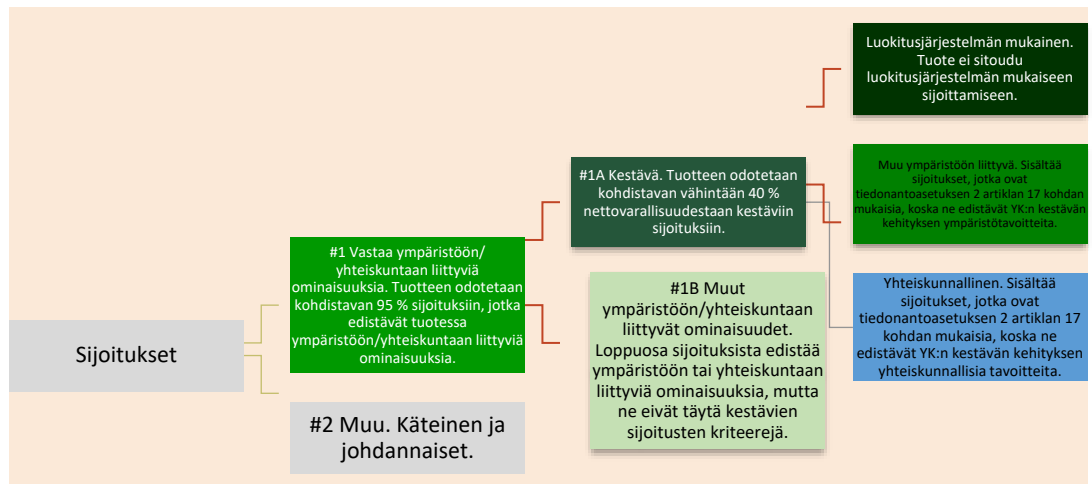 Sijoitukset
#1 Vastaa ympäristöön/
yhteiskuntaan liittyviä
ominaisuuksia. Tuotteen odotetaan
kohdistavan 95 % sijoituksiin, jotka
edistävät tuotessa
ympäristöön/yhteiskuntaan liittyviä
ominaisuuksia.
#2 Muu. Käteinen ja
johdannaiset.
#1A Kestävä. Tuotteen odotetaan
kohdistavan vähintään 40 %
nettovarallisuudestaan kestäviin
sijoituksiin.
#1B Muut
ympäristöön/yhteiskuntaan
liittyvät ominaisuudet.
Loppuosa sijoituksista edistää
ympäristöön tai yhteiskuntaan
liittyviä ominaisuuksia, mutta
ne eivät täytä kestävien
sijoitusten kriteerejä.
Luokitusjärjestelmän mukainen.
Tuote ei sitoudu
luokitusjärjestelmän mukaiseen
sijoittamiseen.
Muu ympäristöön liittyvä. Sisältää
sijoitukset, jotka ovat
tiedonantoasetuksen 2 artiklan 17 kohdan
mukaisia, koska ne edistävät YK:n kestävän
kehityksen ympäristötavoitteita.
Yhteiskunnallinen. Sisältää
sijoitukset, jotka ovat
tiedonantoasetuksen 2 artiklan 17
kohdan mukaisia, koska ne
edistävät YK:n kestävän kehityksen
yhteiskunnallisia tavoitteita.